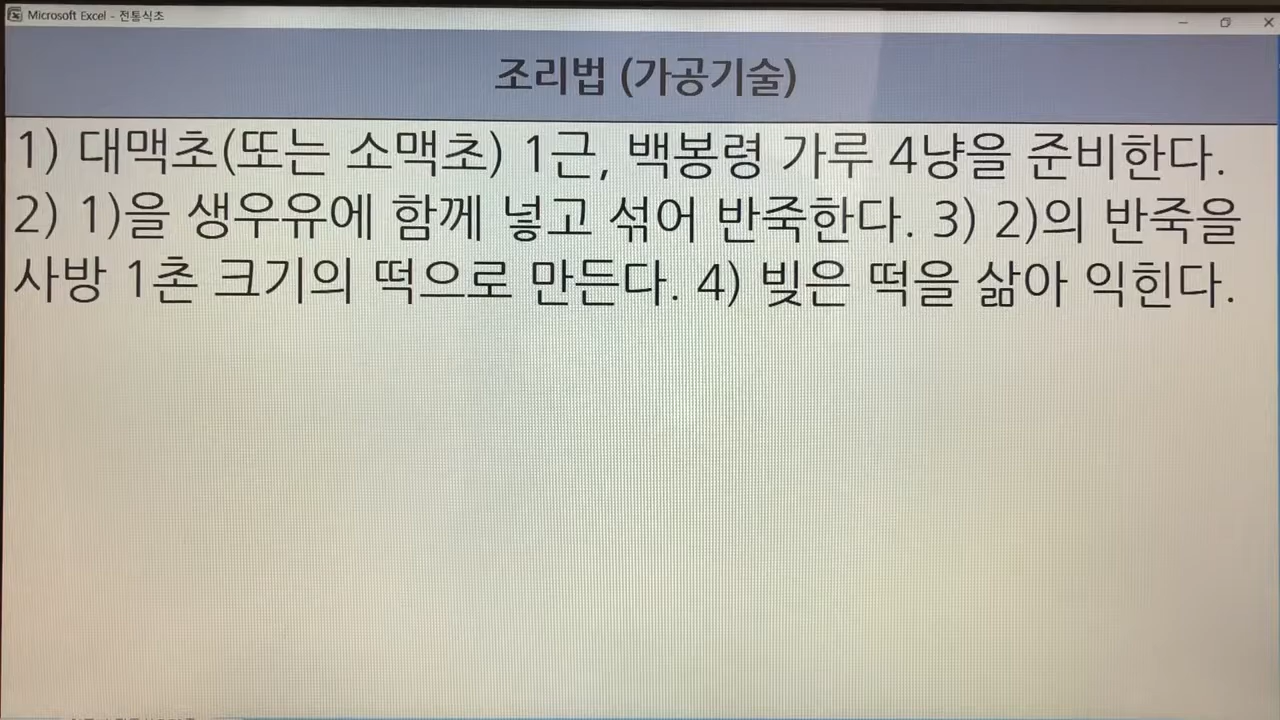 Microsoft Excel - 전통식초
조리법 (가공기술)
1) 대맥초(또는 소맥초) 1근, 백봉령 가루 4냥을 준비한다.
2) 1)을 생우유에 함께 넣고 섞어 반죽한다. 3) 2)의 반죽을
사방 1촌 크기의 떡으로 만든다. 4) 빚은 떡을 삶아 익힌다.